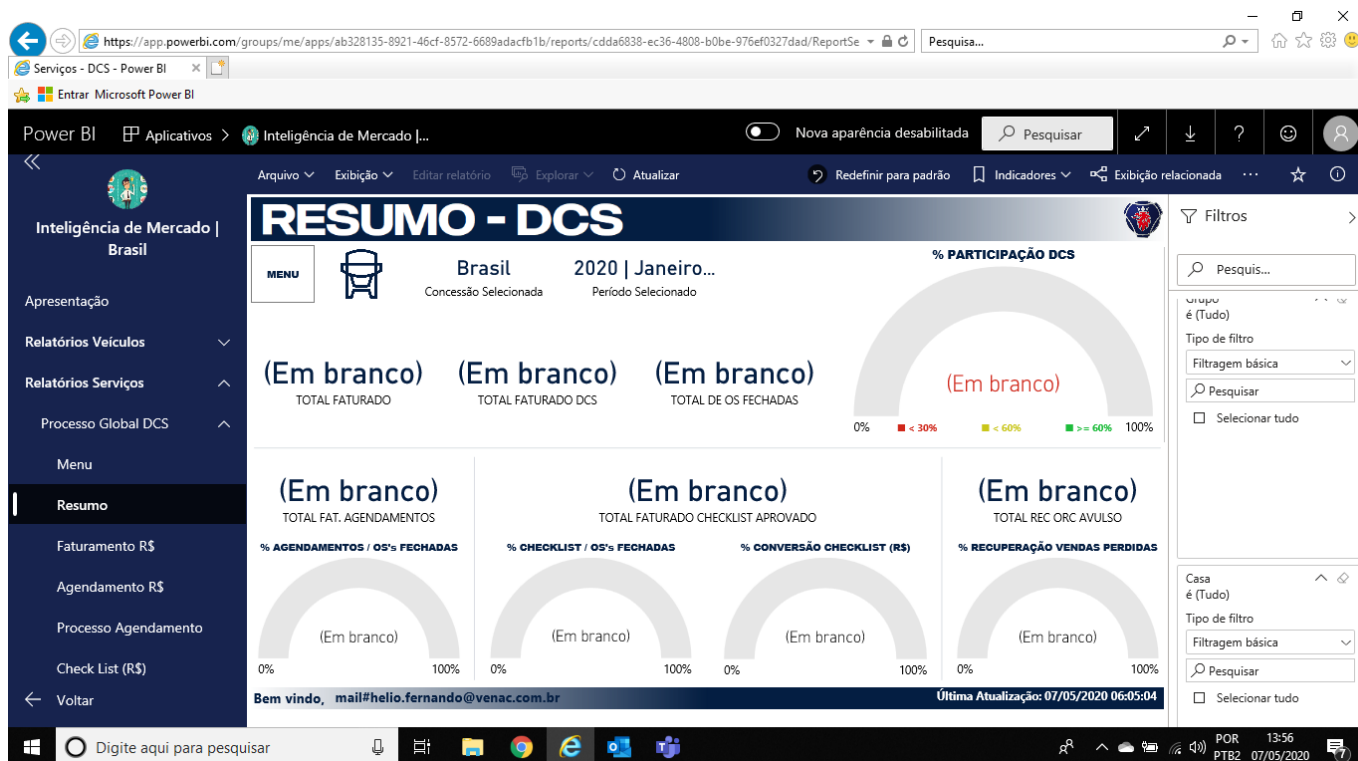 https://app.powerbi.com/groups/me/apps/ab328135-8921-46cf-8572-6689adacfb1b/reports/cdda6838-ec36-4808-b0be-976ef0327dad/ReportSe
Pesquisa...
Serviços - DCS - Power BI
Entrar Microsoft Power BI
Power BI
Aplicativos >
Inteligência de Mercado |...
Nova aparência desabilitada
Pesquisar
Arquivo
Exibição
Editar relatório
Explorar
Atualizar
Redefinir para padrão
Indicadores
Exibição relacionada
Inteligência de Mercado |
Brasil
Apresentação
Relatórios Veículos
Relatórios Serviços
Processo Global DCS
Menu
Resumo
Faturamento R$
Agendamento R$
Processo Agendamento
Check List (R$)
Voltar
RESUMO - DCS
MENU
Brasil
Concessão Selecionada
2020 | Janeiro...
Período Selecionado
% PARTICIPAÇÃO DCS
(Em branco)
0%
< 30%
< 60%
>= 60%
100%
(Em branco)
TOTAL FATURADO
(Em branco)
TOTAL FATURADO DCS
(Em branco)
TOTAL DE OS FECHADAS
(Em branco)
TOTAL FAT. AGENDAMENTOS
(Em branco)
TOTAL FATURADO CHECKLIST APROVADO
(Em branco)
TOTAL REC ORC AVULSO
% AGENDAMENTOS / OS's FECHADAS
(Em branco)
0%
100%
% CHECKLIST / OS's FECHADAS
(Em branco)
0%
100%
% CONVERSÃO CHECKLIST (R$)
(Em branco)
0%
100%
% RECUPERAÇÃO VENDAS PERDIDAS
(Em branco)
0%
100%
Bem vindo, mail#helio.fernando@venac.com.br
Última Atualização: 07/05/2020 06:05:04
Filtros
Pesquis...
Grupo
é (Tudo)
Tipo de filtro
Filtragem básica
Pesquisar
Selecionar tudo
Casa
é (Tudo)
Tipo de filtro
Filtragem básica
Pesquisar
Selecionar tudo
Digite aqui para pesquisar
POR
PTB2
13:56
07/05/2020
7